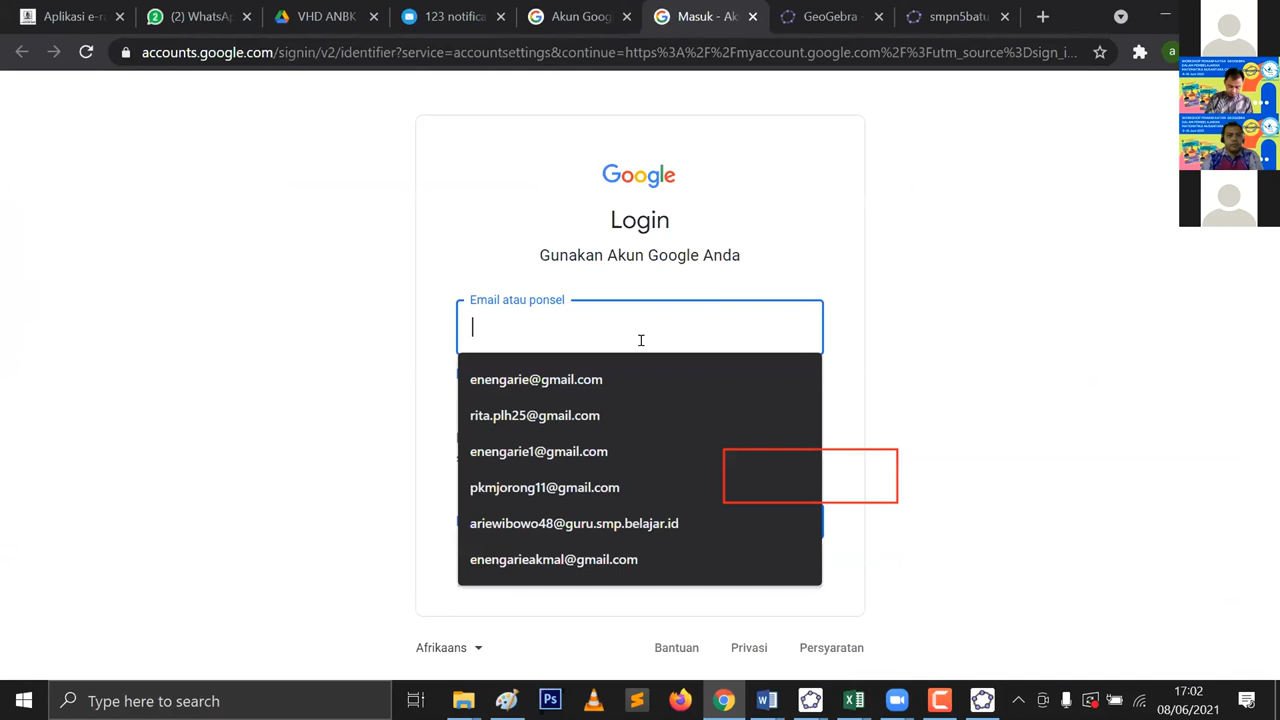 Aplikasi e-ra
(2) WhatsAp
VHD ANBK
123 notifica
Akun Goog
Masuk - Ak
GeoGebra -
smpn5batu
accounts.google.com/signin/v2/identifier?service=accountsettings&continue=https%3A%2F%2Fmyaccount.google.com%2F%3Futm_source%3Dsign_i...
a
Google
Login
Gunakan Akun Google Anda
Email atau ponsel
enengarie@gmail.com
rita.plh25@gmail.com
enengarie1@gmail.com
pkmjorong11@gmail.com
ariewibowo48@guru.smp.belajar.id
enengarieakmal@gmail.com
Afrikaans
Bantuan
Privasi
Persyaratan
Type here to search
17:02
08/06/2021